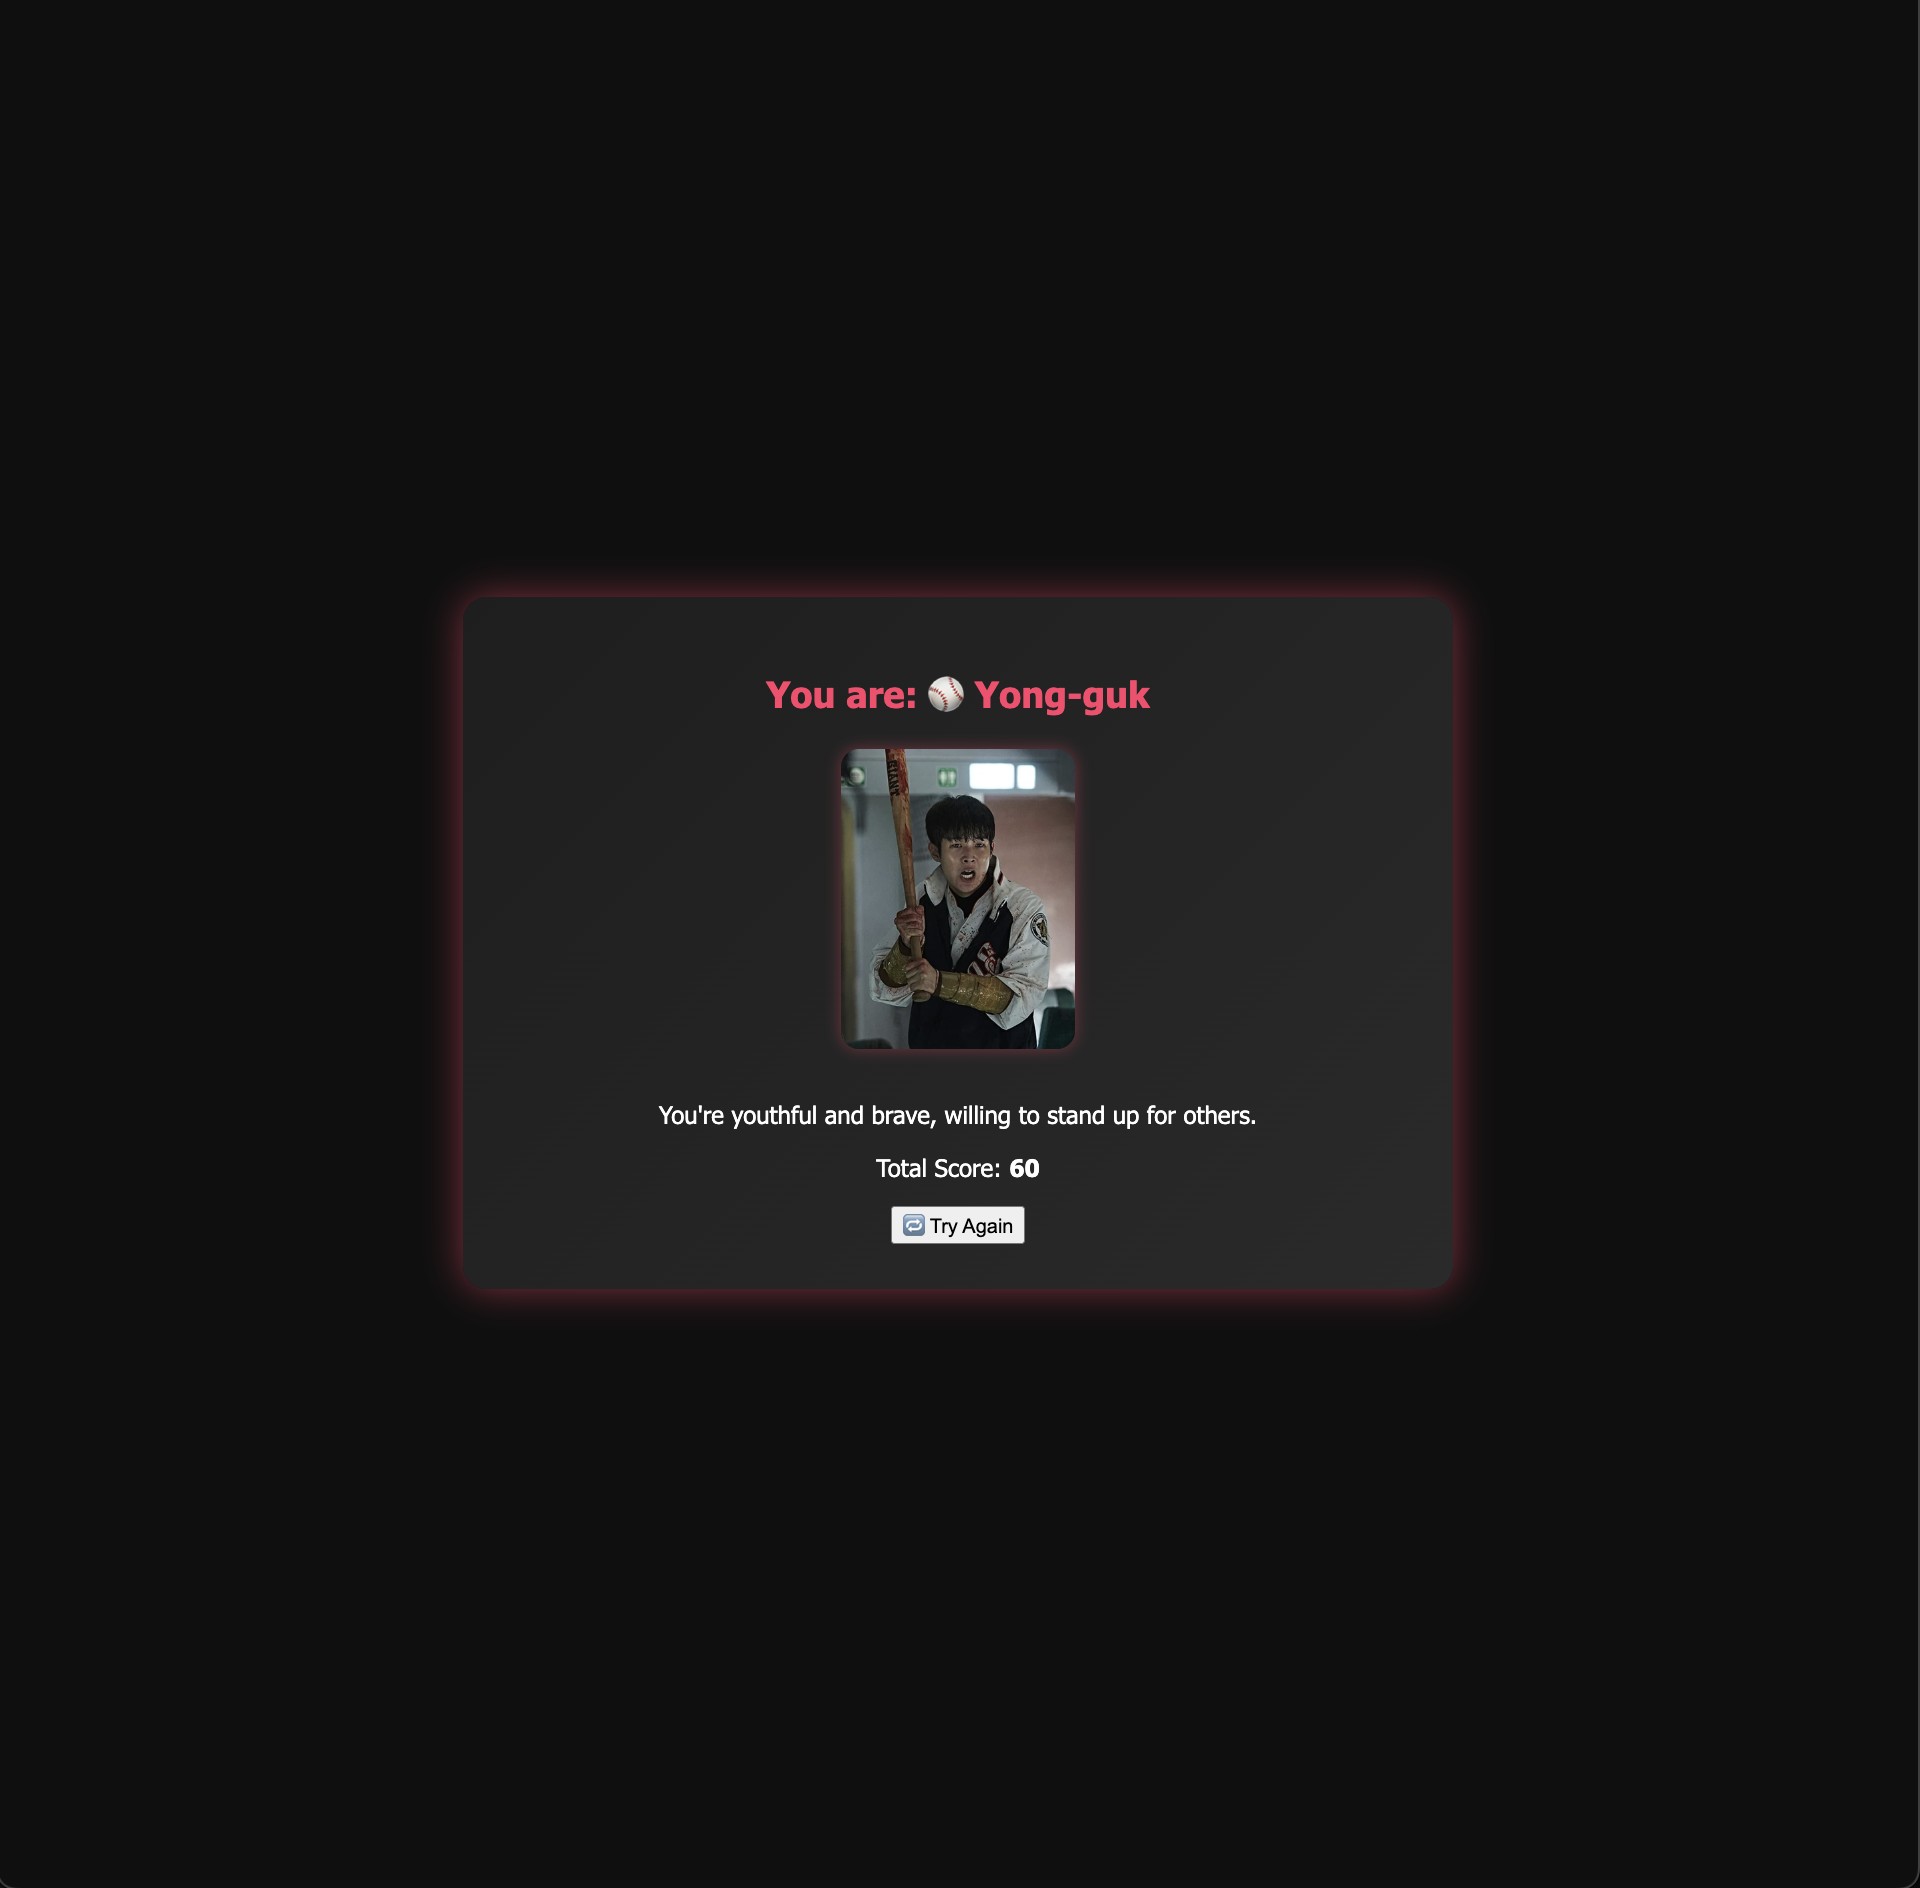 You are: ⚾ Yong-guk
You're youthful and brave, willing to stand up for others.
Total Score: 60
🔁 Try Again